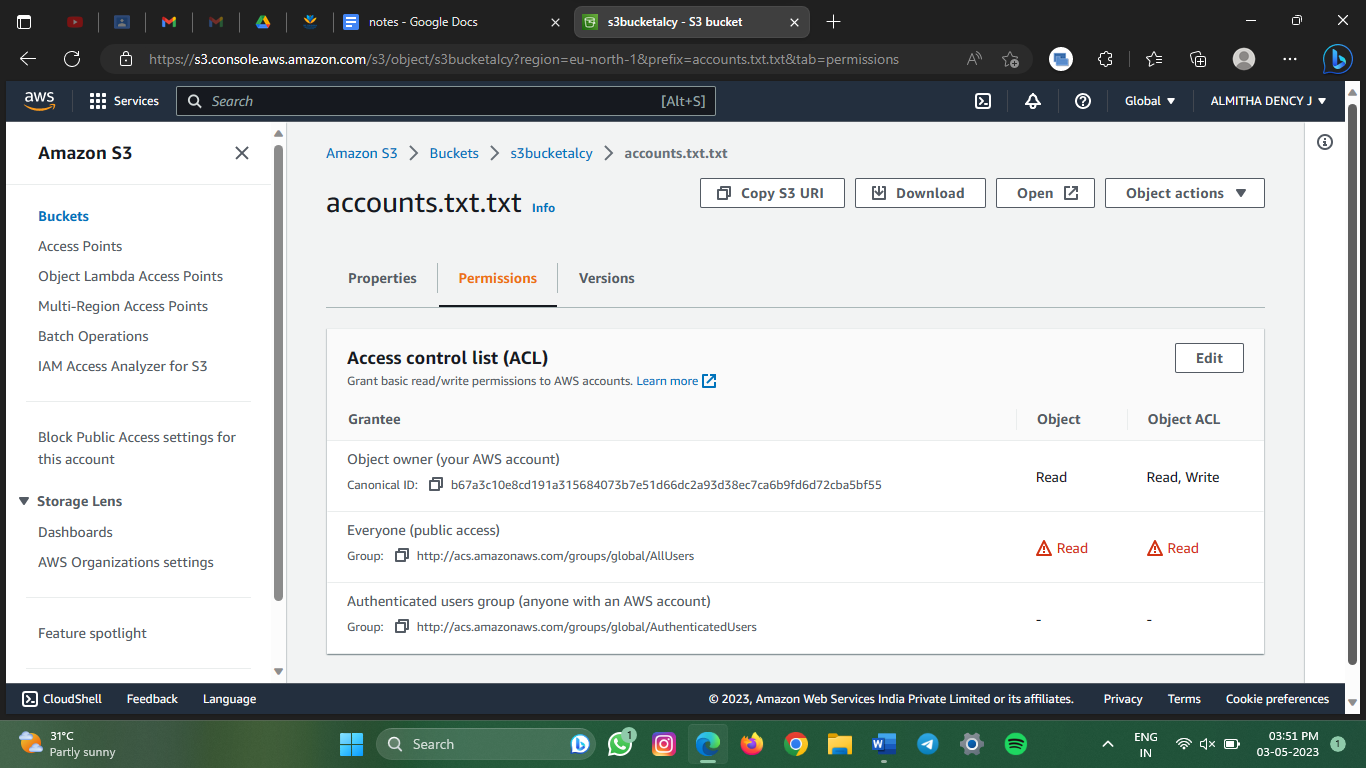 notes - Google Docs
s3bucketalcy - S3 bucket
https://s3.console.aws.amazon.com/s3/object/s3bucketalcy?region=eu-north-1&prefix=accounts.txt.txt&tab=permissions
aws
Services
Search
[Alt+S]
Global
ALMITHA DENCY J
Amazon S3
Buckets
Access Points
Object Lambda Access Points
Multi-Region Access Points
Batch Operations
IAM Access Analyzer for S3
Block Public Access settings for
this account
Storage Lens
Dashboards
AWS Organizations settings
Feature spotlight
Amazon S3 > Buckets > s3bucketalcy > accounts.txt.txt
accounts.txt.txt Info
Copy S3 URI
Download
Open
Object actions
Properties
Permissions
Versions
Access control list (ACL)
Grant basic read/write permissions to AWS accounts. Learn more
Edit
Grantee
Object
Object ACL
Object owner (your AWS account)
Canonical ID: b67a3c10e8cd191a315684073b7e51d66dc2a93d38ec7ca6b9fd6d72cba5bf55
Read
Read, Write
Everyone (public access)
Group: http://acs.amazonaws.com/groups/global/AllUsers
Read
Read
Authenticated users group (anyone with an AWS account)
Group: http://acs.amazonaws.com/groups/global/AuthenticatedUsers
-
-
CloudShell
Feedback
Language
© 2023, Amazon Web Services India Private Limited or its affiliates.
Privacy
Terms
Cookie preferences
31°C
Partly sunny
Search
1
ENG
IN
03:51 PM
03-05-2023
1